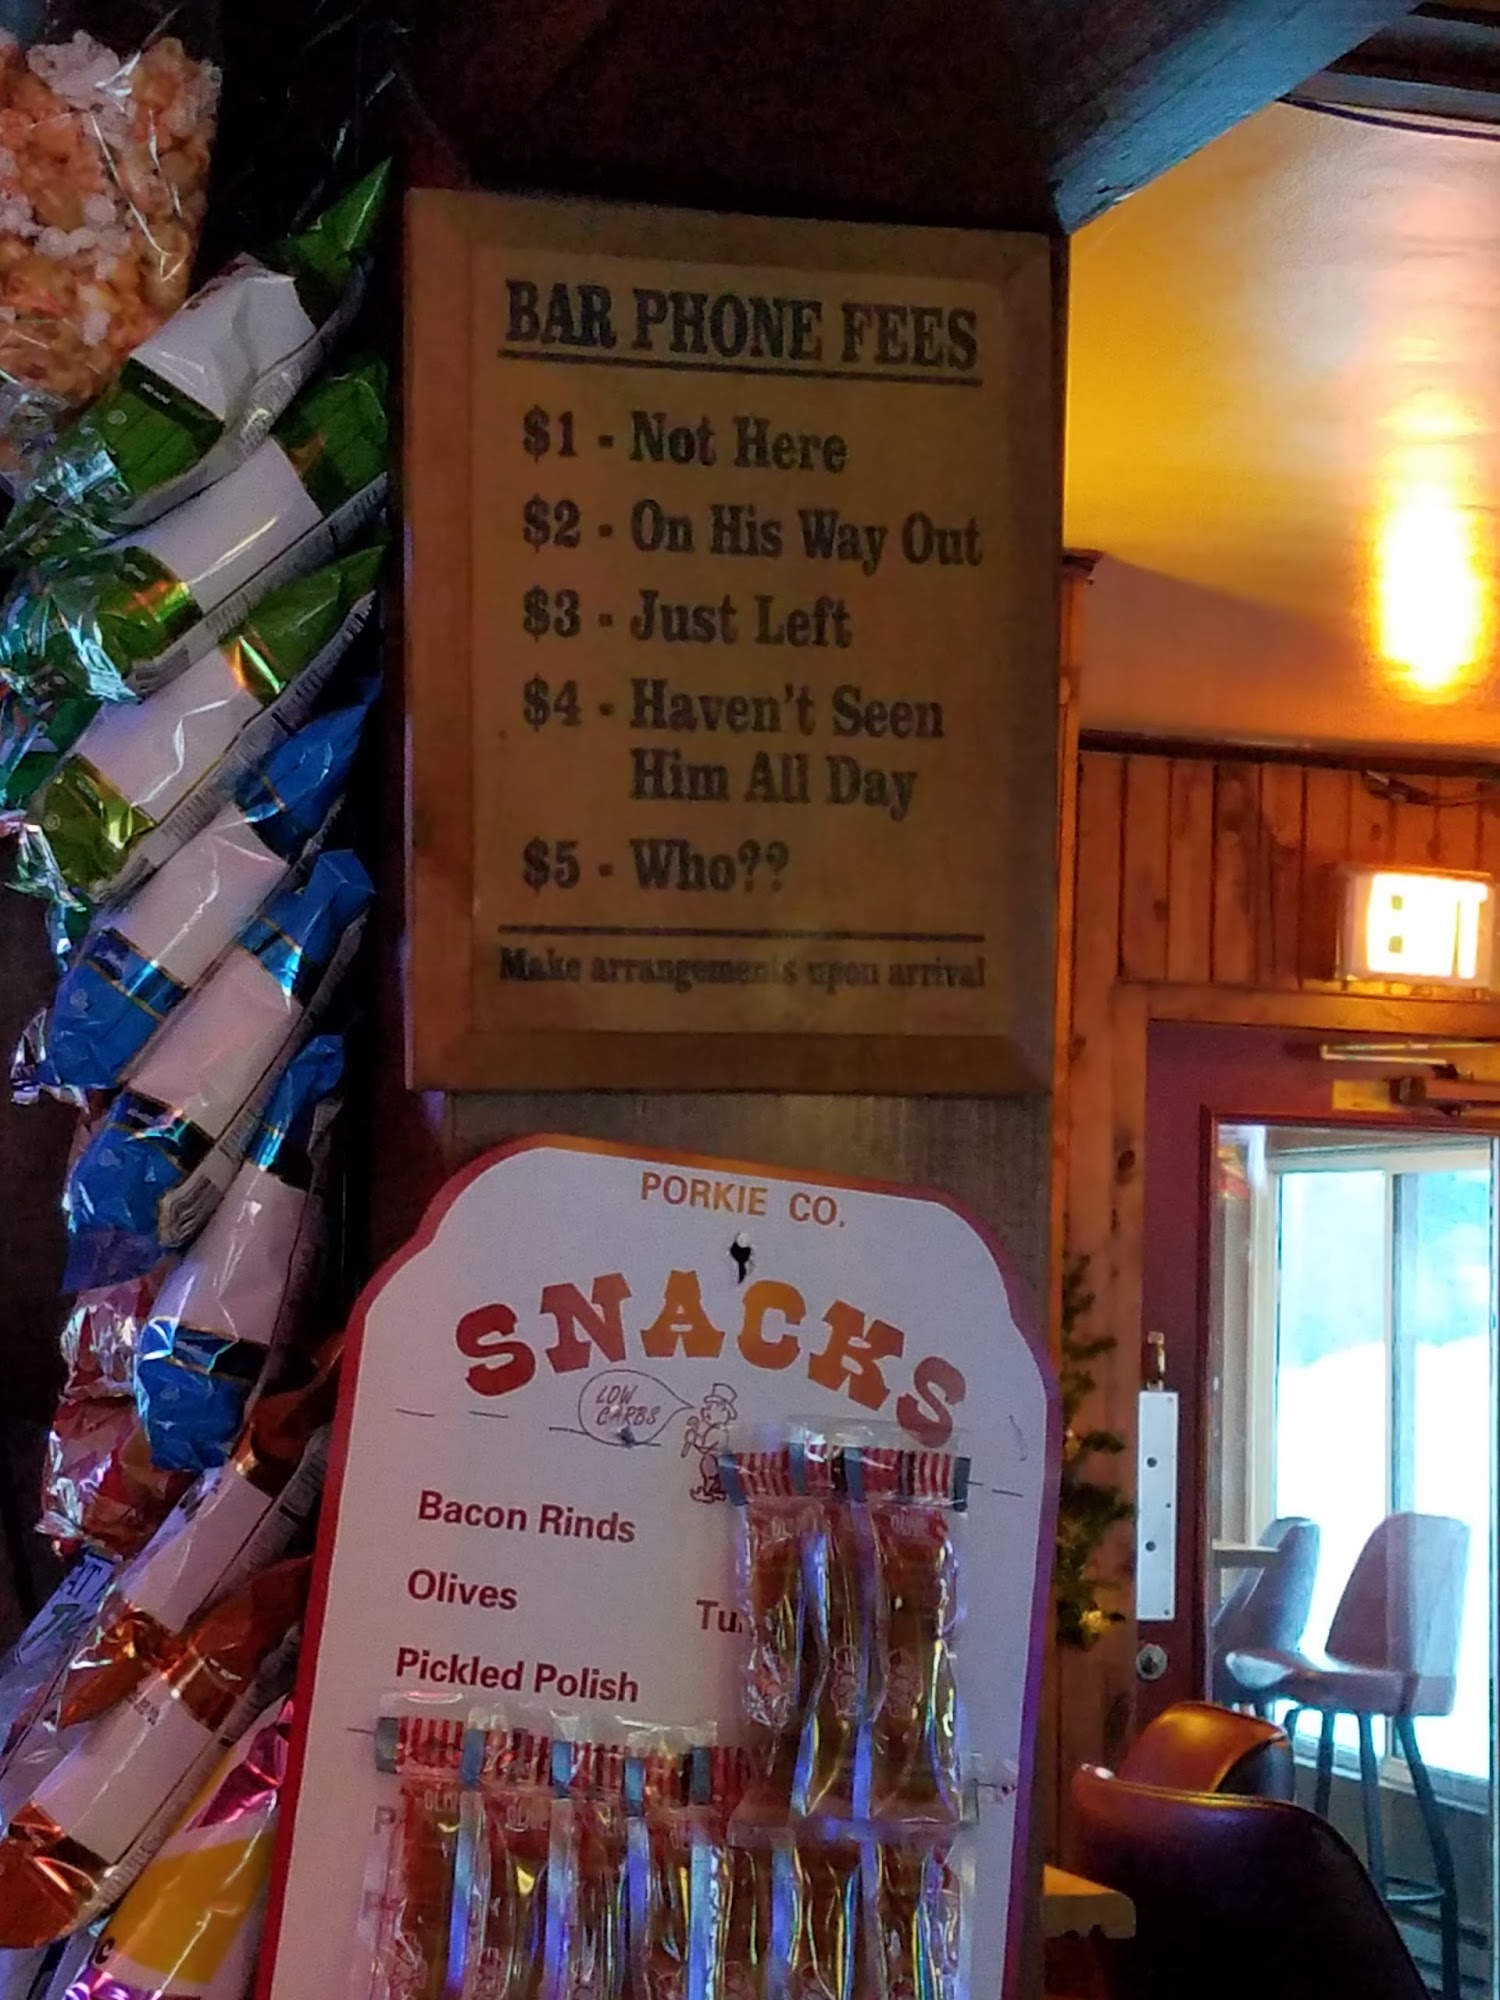 BAR PHONE FEES
$1 - Not Here
$2 - On His Way Out
$3 - Just Left
$4 - Haven't Seen
Him All Day
$5 - Who??
Make arrangements upon arrival
EXIT
PORKIE CO.
SNACKS
LOW
CARBS
Bacon Rinds
Olives
Pickled Polish